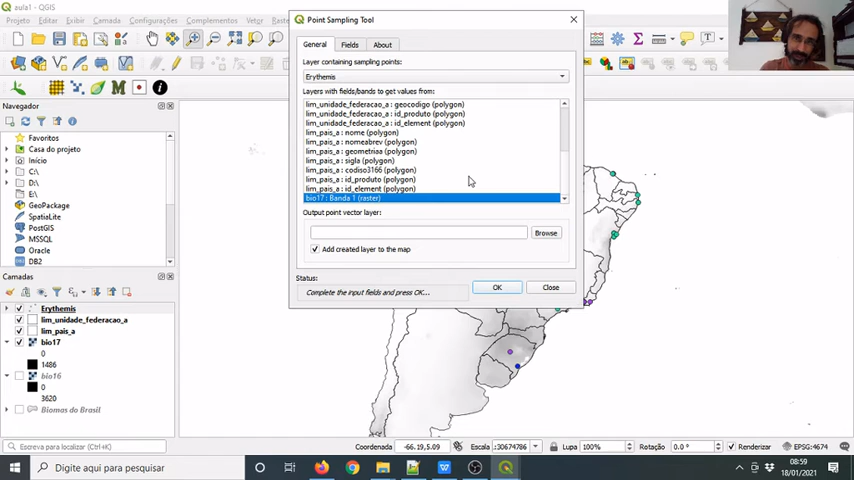 aula1 - QGIS
Projeto Editar Exibir Camada Configurações Complementos Vetor
Navegador
Favoritos
Casa do projeto
Início
C:\
D:\
GeoPackage
SpatiaLite
PostGIS
MSSQL
Oracle
DB2
Camadas
Erythemis
lim_unidade_federacao_a
lim_pais_a
bio17
0
1486
bio16
0
3620
Biomas do Brasil
Point Sampling Tool
General Fields About
Layer containing sampling points:
Erythemis
Layers with fields/bands to get values from:
lim_unidade_federacao_a : geocodigo (polygon)
lim_unidade_federacao_a : id_produto (polygon)
lim_unidade_federacao_a : id_element (polygon)
lim_pais_a : nome (polygon)
lim_pais_a : nomeabrev (polygon)
lim_pais_a : geometriaa (polygon)
lim_pais_a : sigla (polygon)
lim_pais_a : codiso3166 (polygon)
lim_pais_a : id_produto (polygon)
lim_pais_a : id_element (polygon)
bio17 : Banda 1 (raster)
Output point vector layer:
Browse
Add created layer to the map
Status:
Complete the input fields and press OK...
OK Close
Escreva para localizar (Ctrl+K)
Coordenada -66.19,5.09 Escala :30674786 Lupa 100% Rotação 0.0 ° Renderizar EPSG:4674
Digite aqui para pesquisar
08:59
18/01/2021